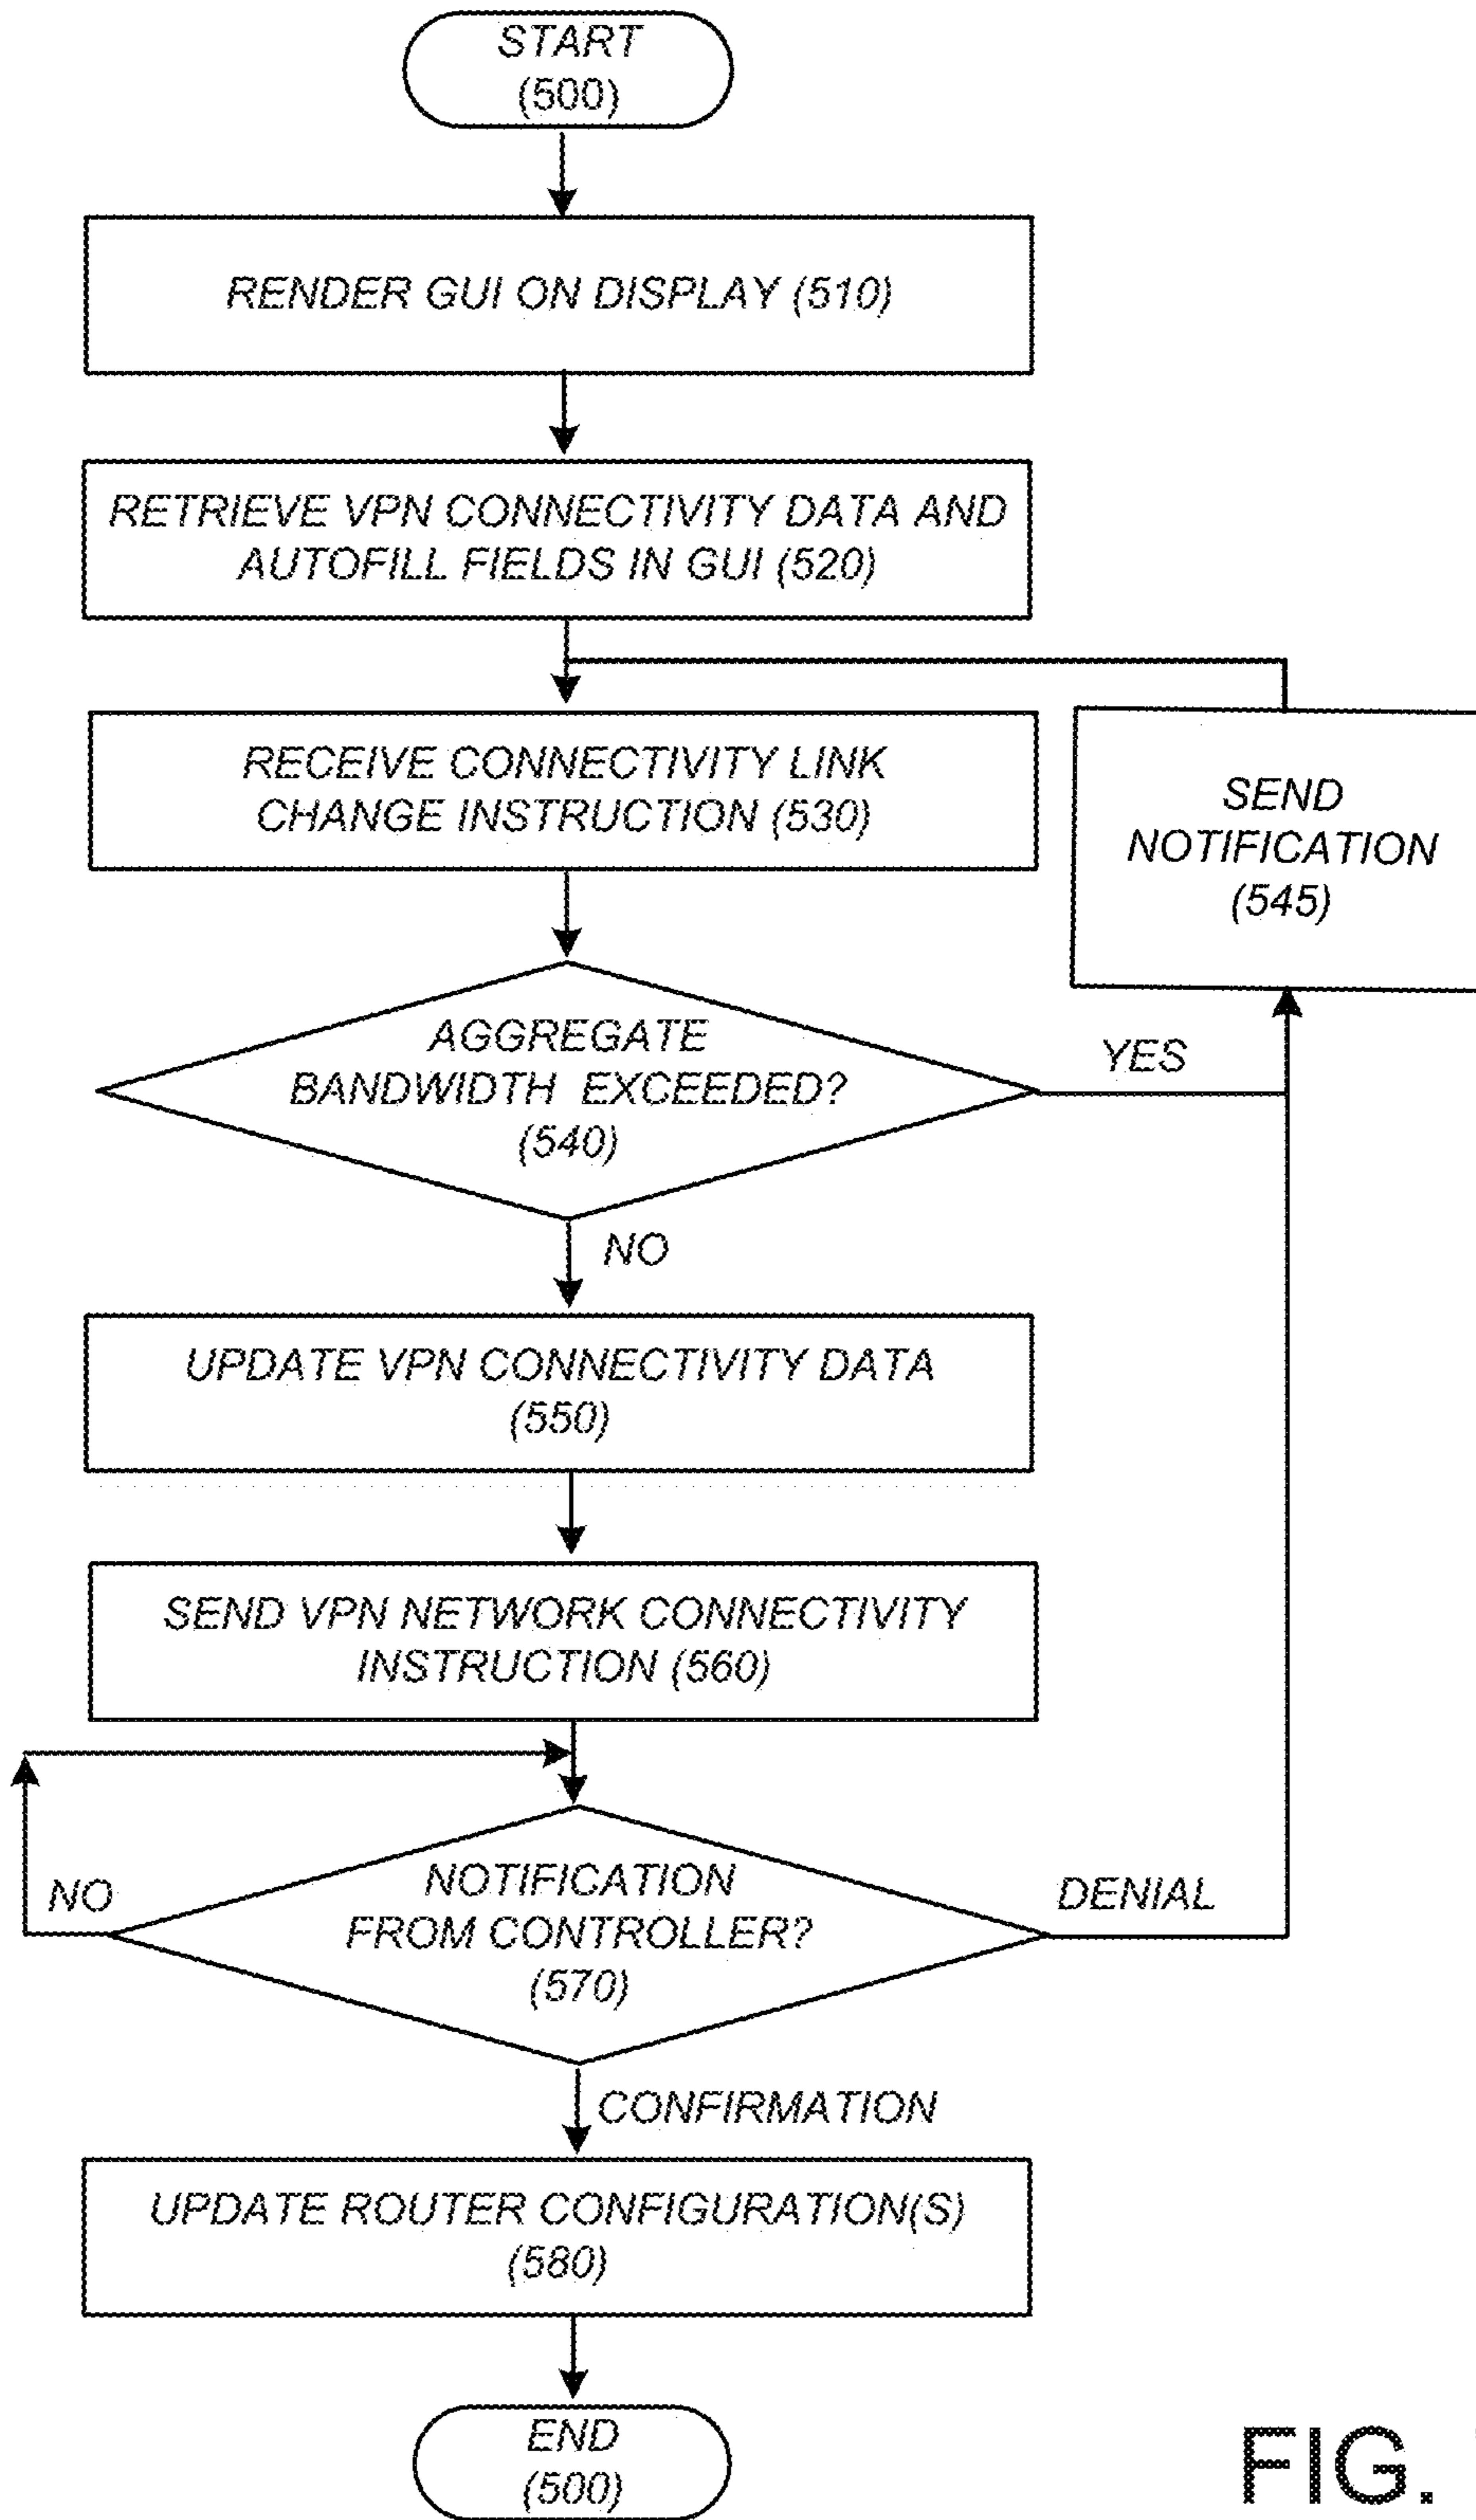 START
(500)
RENDER GUI ON DISPLAY (510)
RETRIEVE VPN CONNECTIVITY DATA AND
AUTOFILL FIELDS IN GUI (520)
RECEIVE CONNECTIVITY LINK
CHANGE INSTRUCTION (530)
SEND
NOTIFICATION
(545)
AGGREGATE
BANDWIDTH EXCEEDED?
(540)
YES
NO
UPDATE VPN CONNECTIVITY DATA
(550)
SEND VPN NETWORK CONNECTIVITY
INSTRUCTION (560)
NO
NOTIFICATION
FROM CONTROLLER?
(570)
DENIAL
CONFIRMATION
UPDATE ROUTER CONFIGURATION(S)
(580)
END
(500)
FIG.